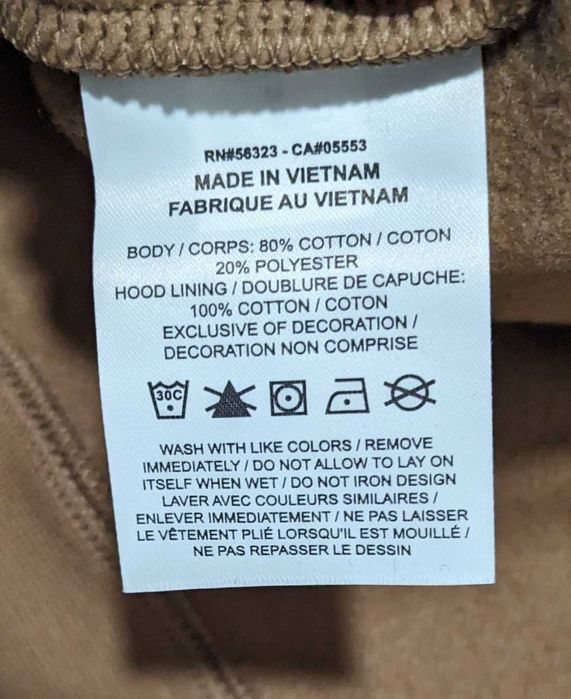 RN#56323 - CA#05553
MADE IN VIETNAM
FABRIQUE AU VIETNAM
BODY / CORPS: 80% COTTON / COTON
20% POLYESTER
HOOD LINING / DOUBLURE DE CAPUCHE:
100% COTTON / COTON
EXCLUSIVE OF DECORATION /
DECORATION NON COMPRISE
30C
WASH WITH LIKE COLORS / REMOVE
IMMEDIATELY / DO NOT ALLOW TO LAY ON
ITSELF WHEN WET / DO NOT IRON DESIGN
LAVER AVEC COULEURS SIMILAIRES /
ENLEVER IMMEDIATEMENT / NE PAS LAISSER
LE VÊTEMENT PLIÉ LORSQU'IL EST MOUILLÉ /
NE PAS REPASSER LE DESSIN